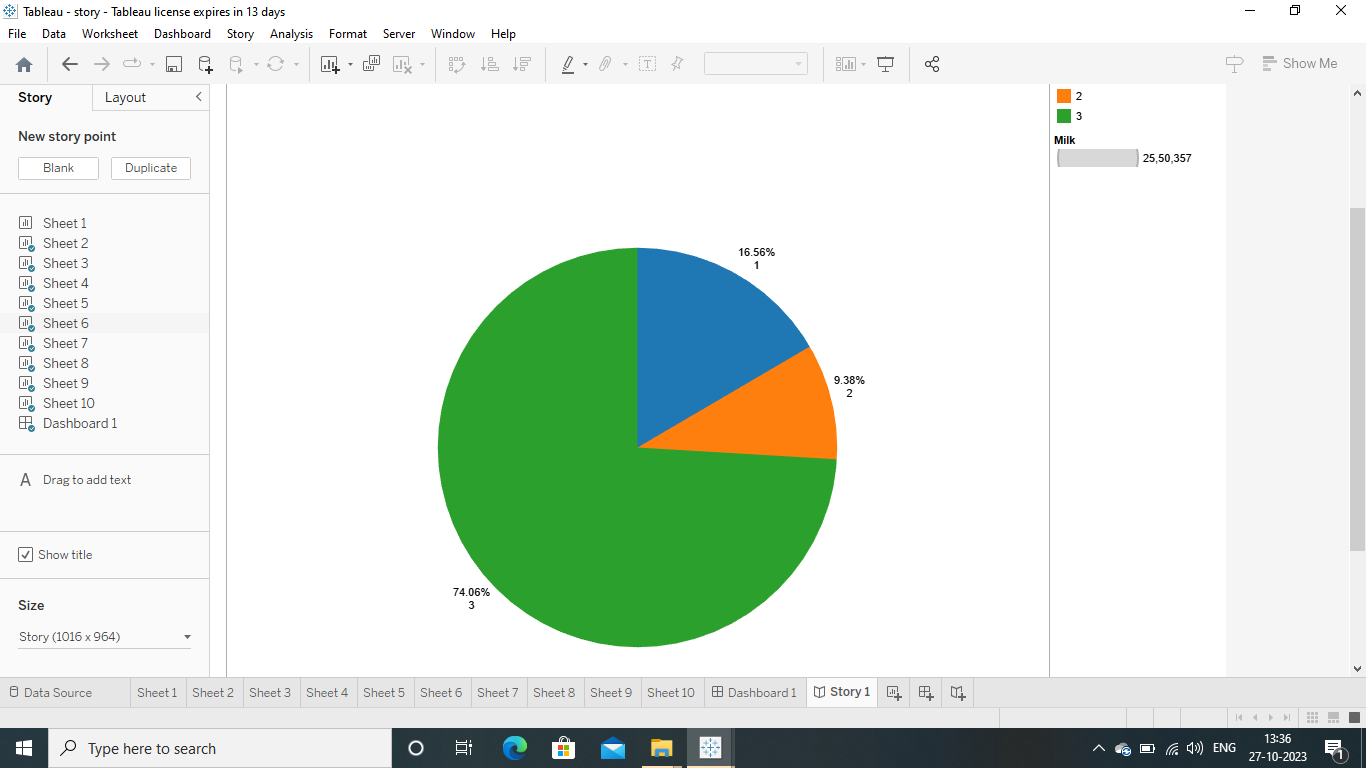 Tableau - story - Tableau license expires in 13 days
File Data Worksheet Dashboard Story Analysis Format Server Window Help
Show Me
Story Layout
New story point
Blank Duplicate
Sheet 1
Sheet 2
Sheet 3
Sheet 4
Sheet 5
Sheet 6
Sheet 7
Sheet 8
Sheet 9
Sheet 10
Dashboard 1
A Drag to add text
Show title
Size
Story (1016 x 964)
16.56%
1
9.38%
2
74.06%
3
2
3
Milk
25,50,357
Data Source Sheet 1 Sheet 2 Sheet 3 Sheet 4 Sheet 5 Sheet 6 Sheet 7 Sheet 8 Sheet 9 Sheet 10 Dashboard 1 Story 1
Type here to search
ENG
13:36
27-10-2023
1